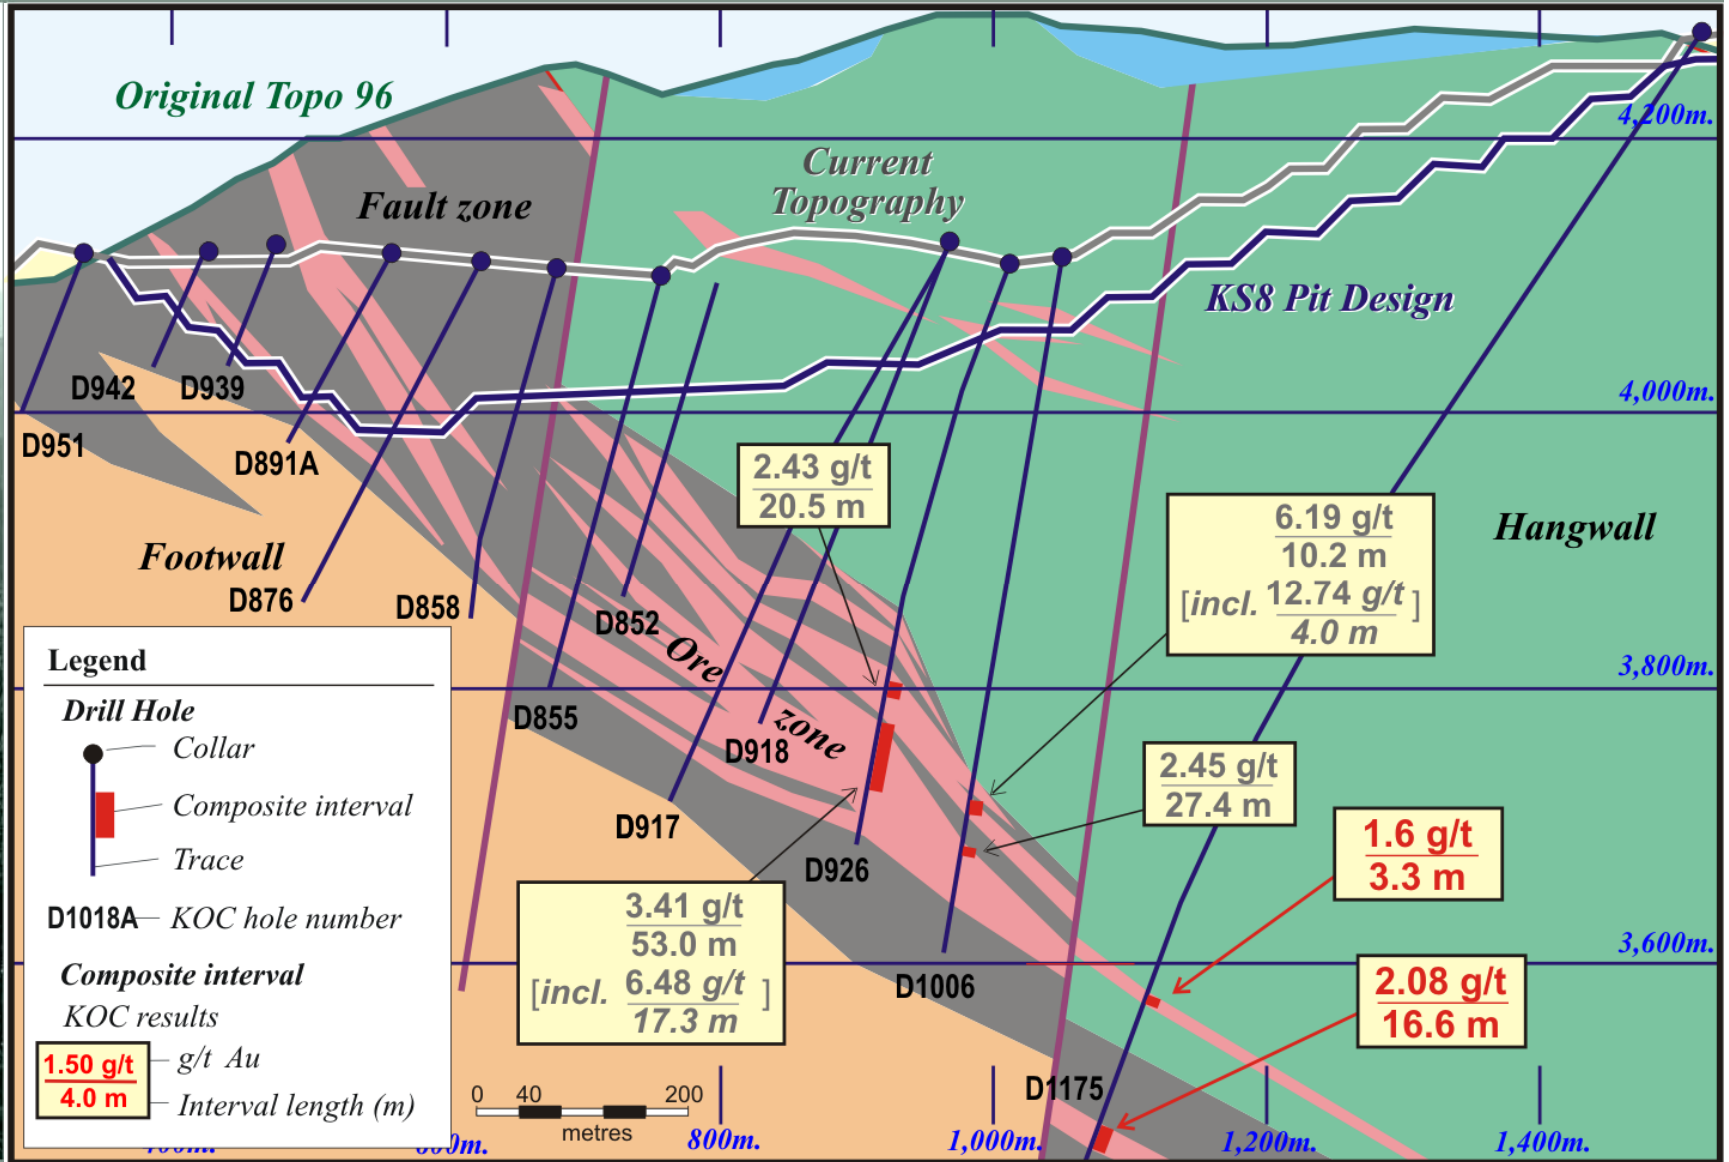 Original Topo 96
4,200m.
Current
Topography
Fault zone
KS8 Pit Design
D942
D939
4,000m.
D951
D891A
2.43 g/t
20.5 m
6.19 g/t
10.2 m
[incl. 12.74 g/t]
4.0 m
Hangwall
Footwall
D876
D858
D852
Ore
zone
3,800m.
D855
D918
D917
D926
2.45 g/t
27.4 m
1.6 g/t
3.3 m
3.41 g/t
53.0 m
[incl. 6.48 g/t]
17.3 m
D1006
3,600m.
2.08 g/t
16.6 m
D1175
Legend
Drill Hole
Collar
Composite interval
Trace
D1018A KOC hole number
Composite interval
KOC results
1.50 g/t
4.0 m
g/t Au
Interval length (m)
0 40 200
metres
800m.
1,000m.
1,200m.
1,400m.